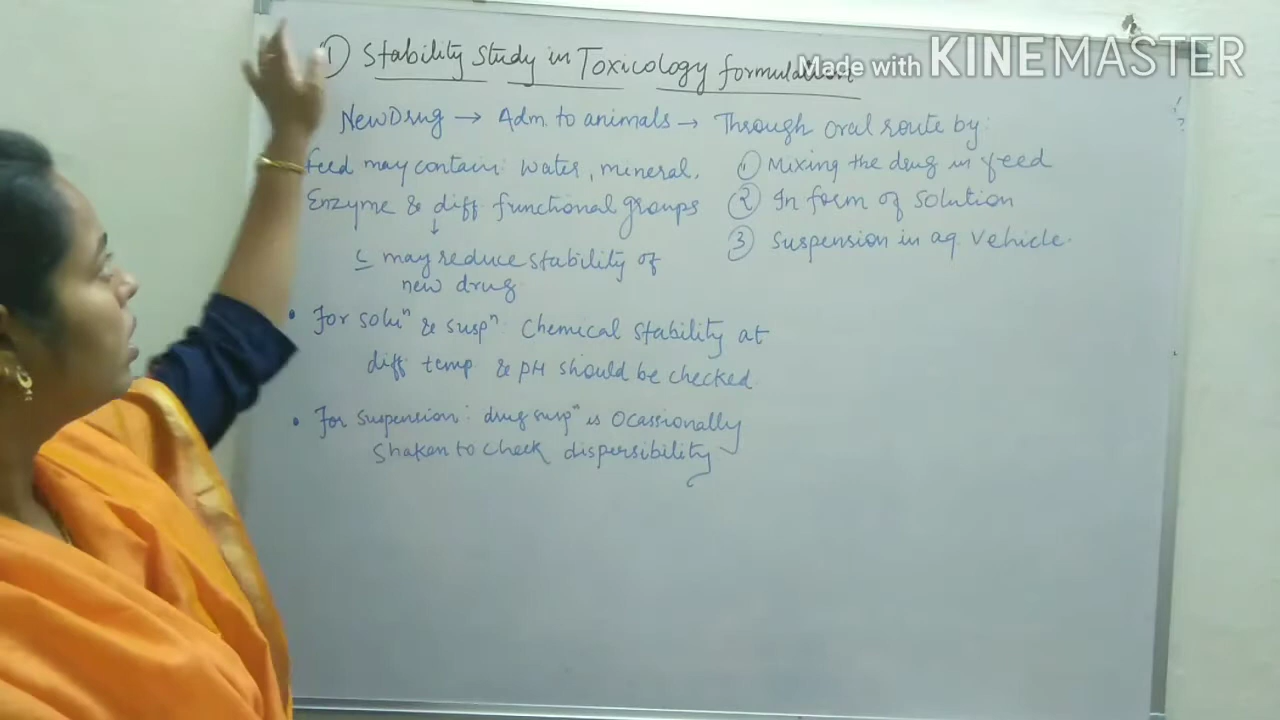 ① Stability Study in Toxicology formulation
Made with KINEMASTER
New Drug → Adm. to animals → Through oral route by:
Feed may contain: Water, mineral,
Enzyme & diff functional groups
↓
c̲ may reduce stability of
new drug
① Mixing the drug in feed
② In form of Solution
③ Suspension in aq. Vehicle.
• For Soluⁿ & Suspⁿ: Chemical Stability at
diff temp & pH should be checked.
• For Suspension: drug suspⁿ is Ocassionally
Shaken to check dispersibility